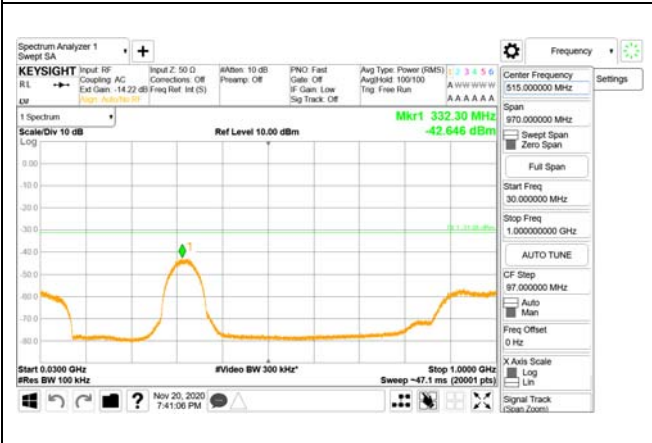 Spectrum Analyzer 1
Swept SA
+
Frequency
KEYSIGHT
RL
Input: RF
Coupling: AC
Ext Gain: -14.22 dB
Align: Auto/No RF
Input Z: 50 Ω
Corrections: Off
Freq Ref: Int (S)
#Atten: 10 dB
Preamp: Off
PNO: Fast
Gate: Off
IF Gain: Low
Sig Track: Off
Avg Type: Power (RMS)
Avg|Hold: 100/100
Trig: Free Run
1 2 3 4 5 6
A W W W W W
A A A A A A
1 Spectrum
Scale/Div 10 dB
Log
Ref Level 10.00 dBm
Mkr1 332.30 MHz
-42.646 dBm
0.00
-10.0
-20.0
-30.0
-40.0
-50.0
-60.0
-70.0
-80.0
1
Start 0.0300 GHz
#Res BW 100 kHz
#Video BW 300 kHz*
Stop 1.0000 GHz
Sweep ~47.1 ms (20001 pts)
?
Nov 20, 2020
7:41:06 PM
Center Frequency
515.000000 MHz
Settings
Span
970.000000 MHz
Swept Span
Zero Span
Full Span
Start Freq
30.000000 MHz
Stop Freq
1.000000000 GHz
AUTO TUNE
CF Step
97.000000 MHz
Auto
Man
Freq Offset
0 Hz
X Axis Scale
Log
Lin
Signal Track
(Span Zoom)